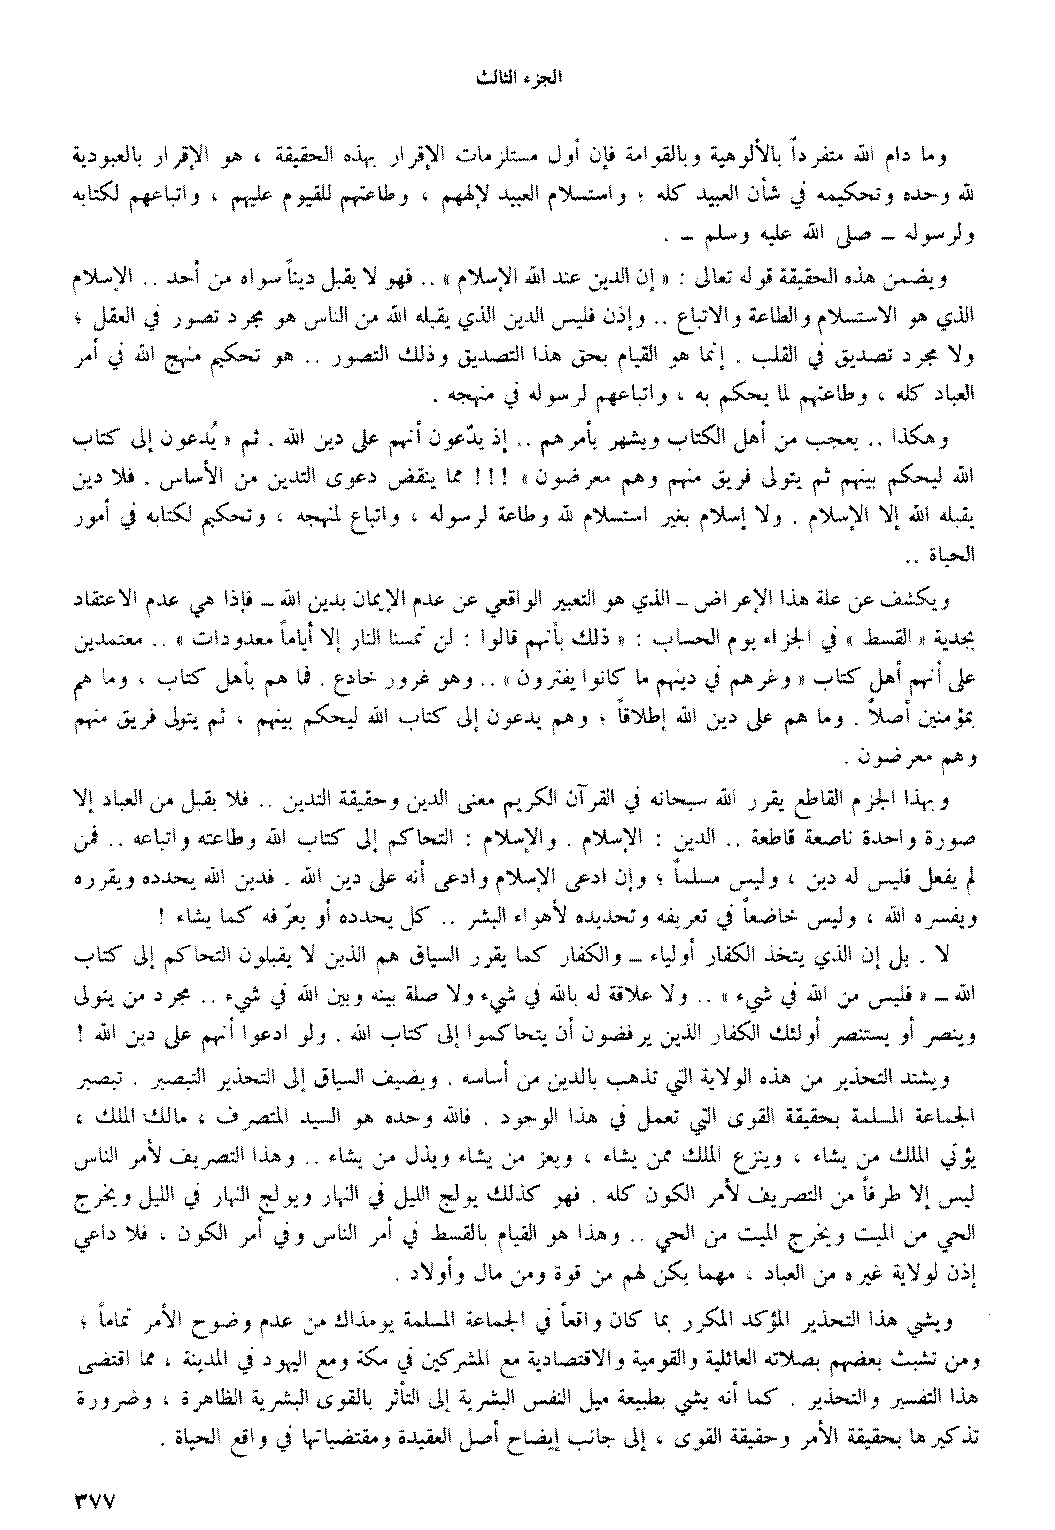 الجزء الثالث
وما دام الله متفرداً بالألوهية وبالقوامة فإن أول مستلزمات الإقرار بهذه الحقيقة ، هو الإقرار بالعبودية
لله وحده وتحكيمه في شأن العبيد كله ؛ واستسلام العبيد لإلههم ، وطاعتهم للقيوم عليهم ، واتباعهم لكتابه
ولرسوله – صلى الله عليه وسلم – .
ويضمن هذه الحقيقة قوله تعالى : « إن الدين عند الله الإسلام » .. فهو لا يقبل ديناً سواه من أحد .. الإسلام
الذي هو الاستسلام والطاعة والاتباع .. وإذن فليس الدين الذي يقبله الله من الناس هو مجرد تصور في العقل ؛
ولا مجرد تصديق في القلب . إنما هو القيام بحق هذا التصديق وذلك التصور .. هو تحكيم منهج الله في أمر
العباد كله ، وطاعتهم لما يحكم به ، واتباعهم لرسوله في منهجه .
وهكذا .. يعجب من أهل الكتاب ويشهر بأمرهم .. إذ يدّعون أنهم على دين الله . ثم « يُدعون إلى كتاب
الله ليحكم بينهم ثم يتولى فريق منهم وهم معرضون » !!! مما ينقض دعوى التدين من الأساس . فلا دين
يقبله الله إلا الإسلام . ولا إسلام بغير استسلام لله وطاعة لرسوله ، واتباع لمنهجه ، وتحكيم لكتابه في أمور
الحياة ..
ويكشف عن علة هذا الإعراض – الذي هو التعبير الواقعي عن عدم الإيمان بدين الله – فإذا هي عدم الاعتقاد
بجدية « القسط » في الجزاء يوم الحساب : « ذلك بأنهم قالوا : لن تمسنا النار إلا أياماً معدودات » .. معتمدين
على أنهم أهل كتاب « وغرهم في دينهم ما كانوا يفترون » .. وهو غرور خادع . فما هم بأهل كتاب ، وما هم
بمؤمنين أصلاً . وما هم على دين الله إطلاقاً ؛ وهم يدعون إلى كتاب الله ليحكم بينهم ، ثم يتولى فريق منهم
وهم معرضون .
وبهذا الجزم القاطع يقرر الله سبحانه في القرآن الكريم معنى الدين وحقيقة التدين .. فلا يقبل من العباد إلا
صورة واحدة ناصعة قاطعة .. الدين : الإسلام . والإسلام : التحاكم إلى كتاب الله وطاعته واتباعه .. فمن
لم يفعل فليس له دين ، وليس مسلماً ؛ وإن ادعى الإسلام وادعى أنه على دين الله . فدين الله يحدده ويقرره
ويفسره الله ، وليس خاضعاً في تعريفه وتحديده لأهواء البشر .. كل يحدده أو يعرّفه كما يشاء !
لا . بل إن الذي يتخذ الكفار أولياء – والكفار كما يقرر السياق هم الذين لا يقبلون التحاكم إلى كتاب
الله – « فليس من الله في شيء » .. ولا علاقة له بالله في شيء ولا صلة بينه وبين الله في شيء .. مجرد من يتولى
وينصر أو يستنصر أولئك الكفار الذين يرفضون أن يتحاكموا إلى كتاب الله . ولو ادعوا أنهم على دين الله !
ويشتد التحذير من هذه الولاية التي تذهب بالدين من أساسه . ويضيف السياق إلى التحذير التبصير . تبصير
الجماعة المسلمة بحقيقة القوى التي تعمل في هذا الوجود . فالله وحده هو السيد المتصرف ، مالك الملك ،
يؤتي الملك من يشاء ، وينزع الملك ممن يشاء ، ويعز من يشاء ويذل من يشاء .. وهذا التصريف لأمر الناس
ليس إلا طرفاً من التصريف لأمر الكون كله . فهو كذلك يولج الليل في النهار ويولج النهار في الليل ويخرج
الحي من الميت ويخرج الميت من الحي .. وهذا هو القيام بالقسط في أمر الناس وفي أمر الكون ، فلا داعي
إذن لولاية غيره من العباد ، مهما يكن لهم من قوة ومن مال وأولاد .
ويشي هذا التحذير المؤكد المكرر بما كان واقعاً في الجماعة المسلمة يومذاك من عدم وضوح الأمر تماماً ؛
ومن تشبث بعضهم بصلاته العائلية والقومية والاقتصادية مع المشركين في مكة ومع اليهود في المدينة ، مما اقتضى
هذا التفسير والتحذير . كما أنه يشي بطبيعة ميل النفس البشرية إلى التأثر بالقوى البشرية الظاهرة ، وضرورة
تذكيرها بحقيقة الأمر وحقيقة القوى ، إلى جانب إيضاح أصل العقيدة ومقتضياتها في واقع الحياة .
٣٧٧